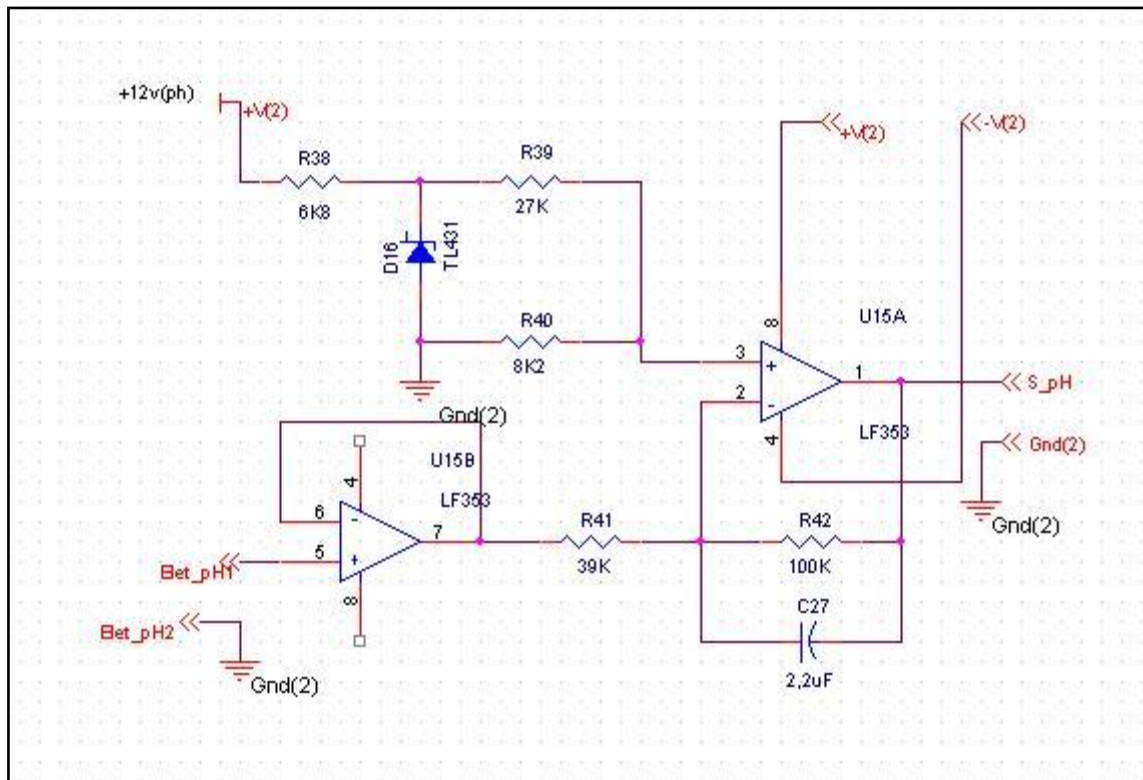 +12v(ph)
+V(2)
R38
6K8
R39
27K
D16
TL431
R40
8K2
Gnd(2)
+V(2)
-V(2)
8
U15A
3
+
2
-
1
4
LF353
S_pH
Gnd(2)
Gnd(2)
U15B
LF353
4
6
-
5
+
7
8
Elet_pH1
Elet_pH2
Gnd(2)
R41
39K
R42
100K
C27
2,2uF